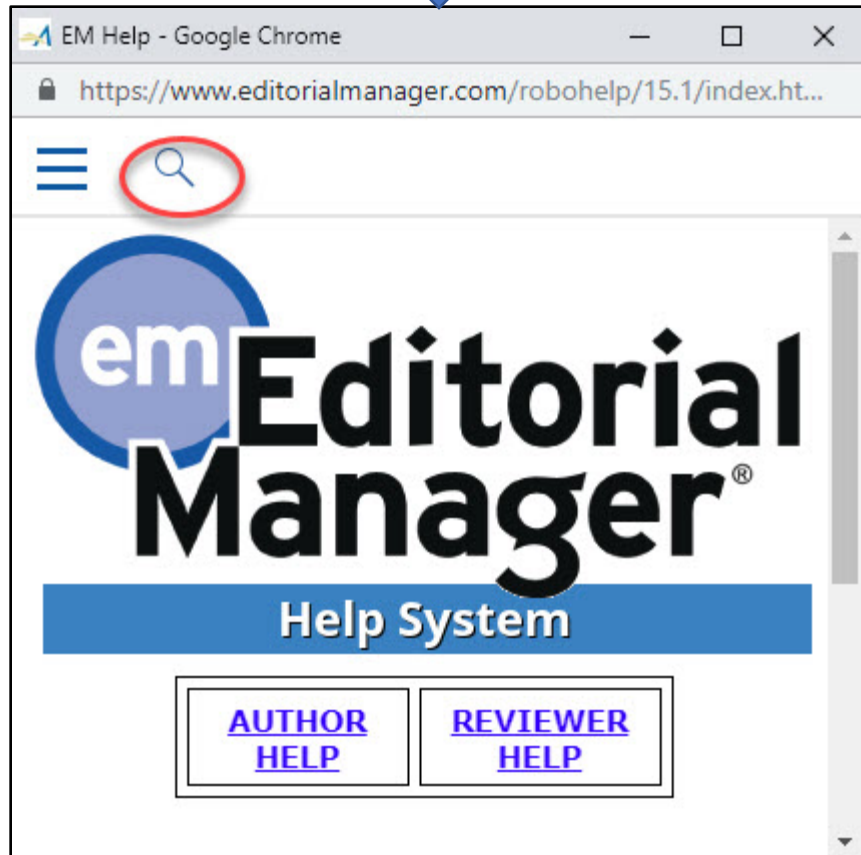 EM Help - Google Chrome
https://www.editorialmanager.com/robohelp/15.1/index.ht...
em
Editorial
Manager®
Help System
AUTHOR REVIEWER
HELP HELP